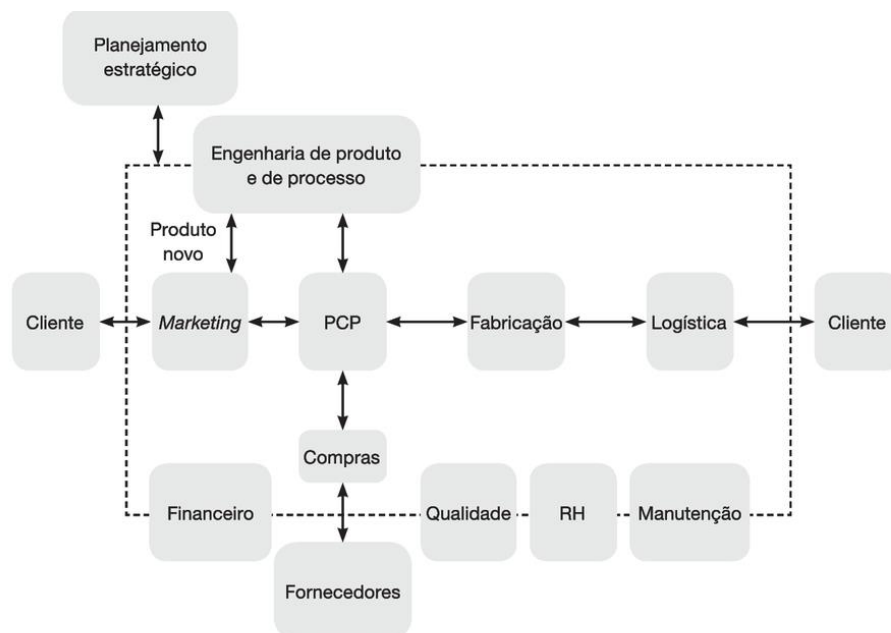 Planejamento
estratégico
Engenharia de produto
e de processo
Produto
novo
Cliente
Marketing
PCP
Fabricação
Logística
Cliente
Compras
Financeiro
Qualidade
RH
Manutenção
Fornecedores